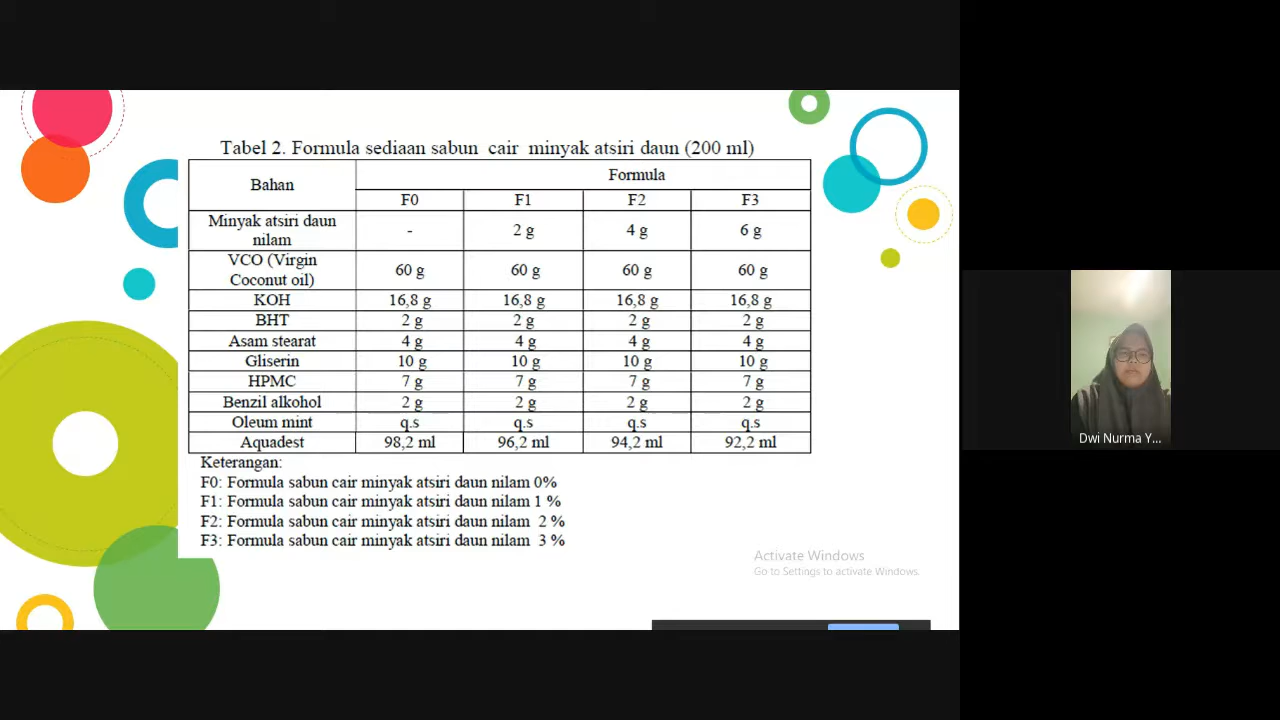 Tabel 2. Formula sediaan sabun cair minyak atsiri daun (200 ml)
Bahan Formula
F0 F1 F2 F3
Minyak atsiri daun nilam - 2 g 4 g 6 g
VCO (Virgin Coconut oil) 60 g 60 g 60 g 60 g
KOH 16,8 g 16,8 g 16,8 g 16,8 g
BHT 2 g 2 g 2 g 2 g
Asam stearat 4 g 4 g 4 g 4 g
Gliserin 10 g 10 g 10 g 10 g
HPMC 7 g 7 g 7 g 7 g
Benzil alkohol 2 g 2 g 2 g 2 g
Oleum mint q.s q.s q.s q.s
Aquadest 98,2 ml 96,2 ml 94,2 ml 92,2 ml
Keterangan:
F0: Formula sabun cair minyak atsiri daun nilam 0%
F1: Formula sabun cair minyak atsiri daun nilam 1 %
F2: Formula sabun cair minyak atsiri daun nilam 2 %
F3: Formula sabun cair minyak atsiri daun nilam 3 %
Activate Windows
Go to Settings to activate Windows.
Dwi Nurma Y...